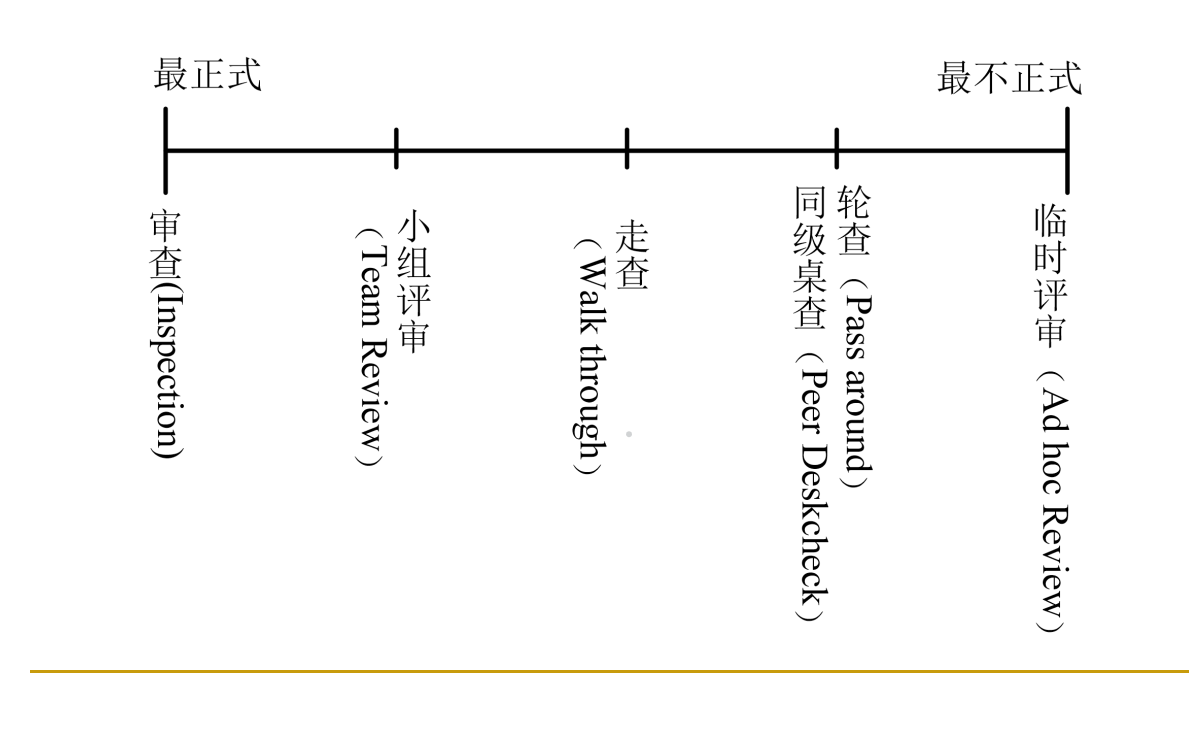 最正式
最不正式
审查(Inspection)
小组评审
（Team Review）
走查
（Walk through）
轮查（Pass around）
同级桌查（Peer Deskcheck）
临时评审（Ad hoc Review）